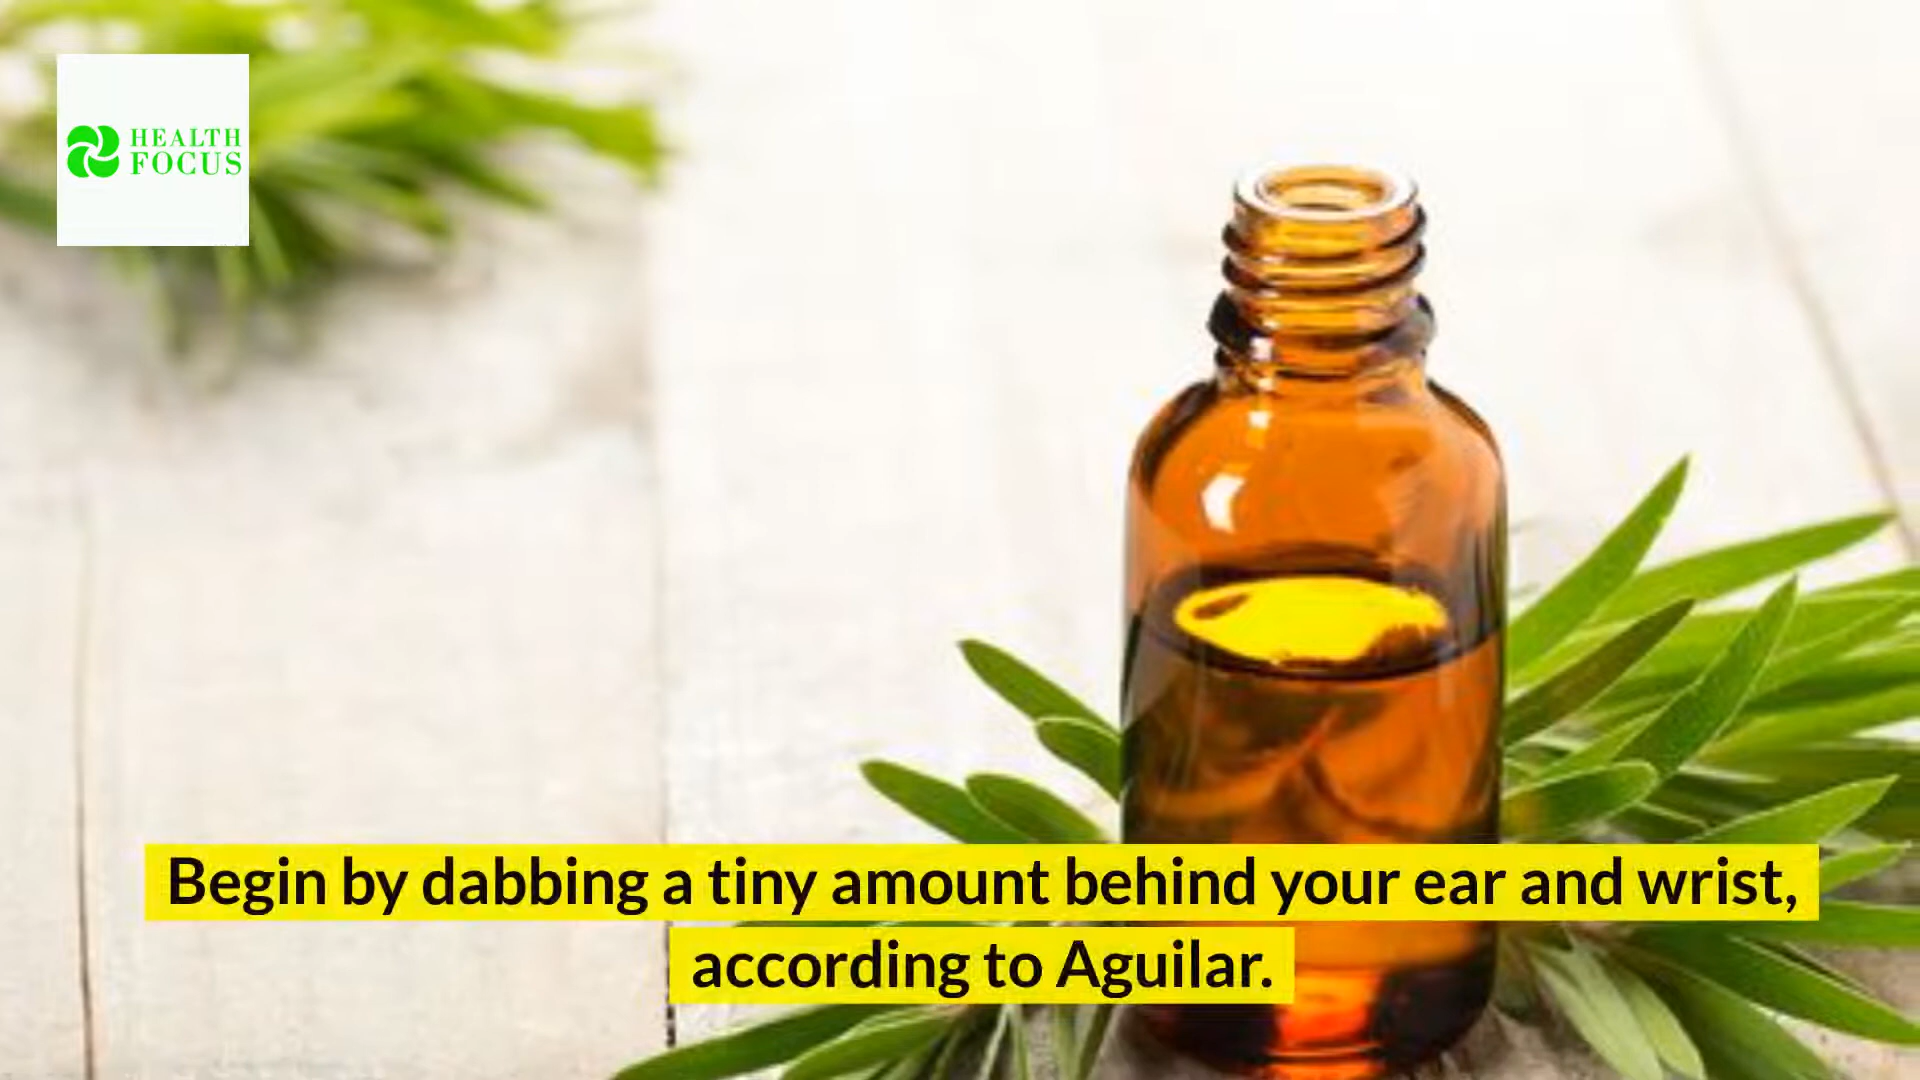 HEALTH
FOCUS
Begin by dabbing a tiny amount behind your ear and wrist,
according to Aguilar.